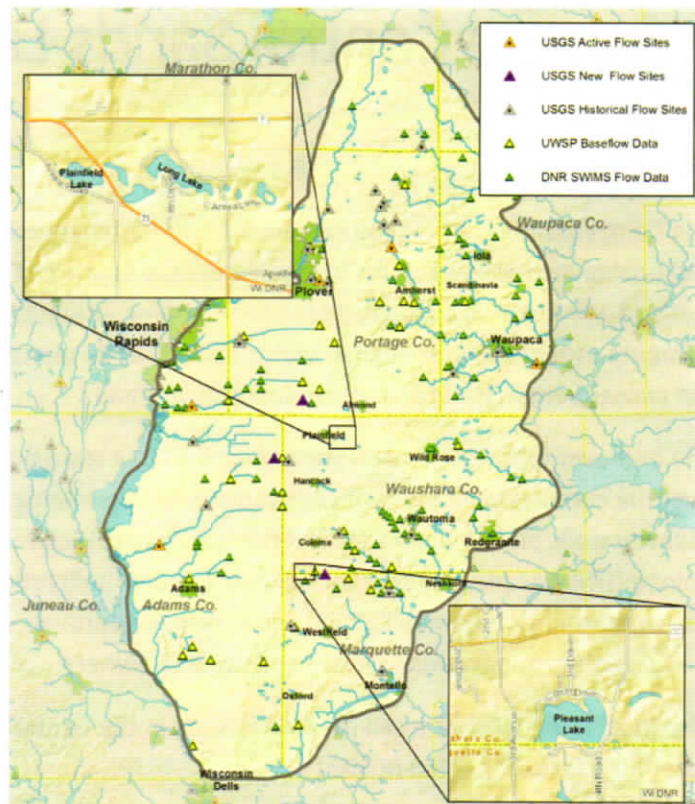 USGS Active Flow Sites
USGS New Flow Sites
USGS Historical Flow Sites
UWSP Baseflow Data
DNR SWIMS Flow Data
Marathon Co.
Plainfield
Lake
Long Lake
WI DNR
Waupaca Co.
Iola
Plover
Amherst
Scandinavia
Wisconsin
Rapids
Portage Co.
Waupaca
Almond
Plainfield
Wild Rose
Hancock
Waushara Co.
Wautoma
Coloma
Redgranite
Adams
Neshkoro
Juneau Co.
Adams Co.
Westfield
Marquette Co.
Montello
Oxford
Pleasant
Lake
WI DNR
Wisconsin
Dells